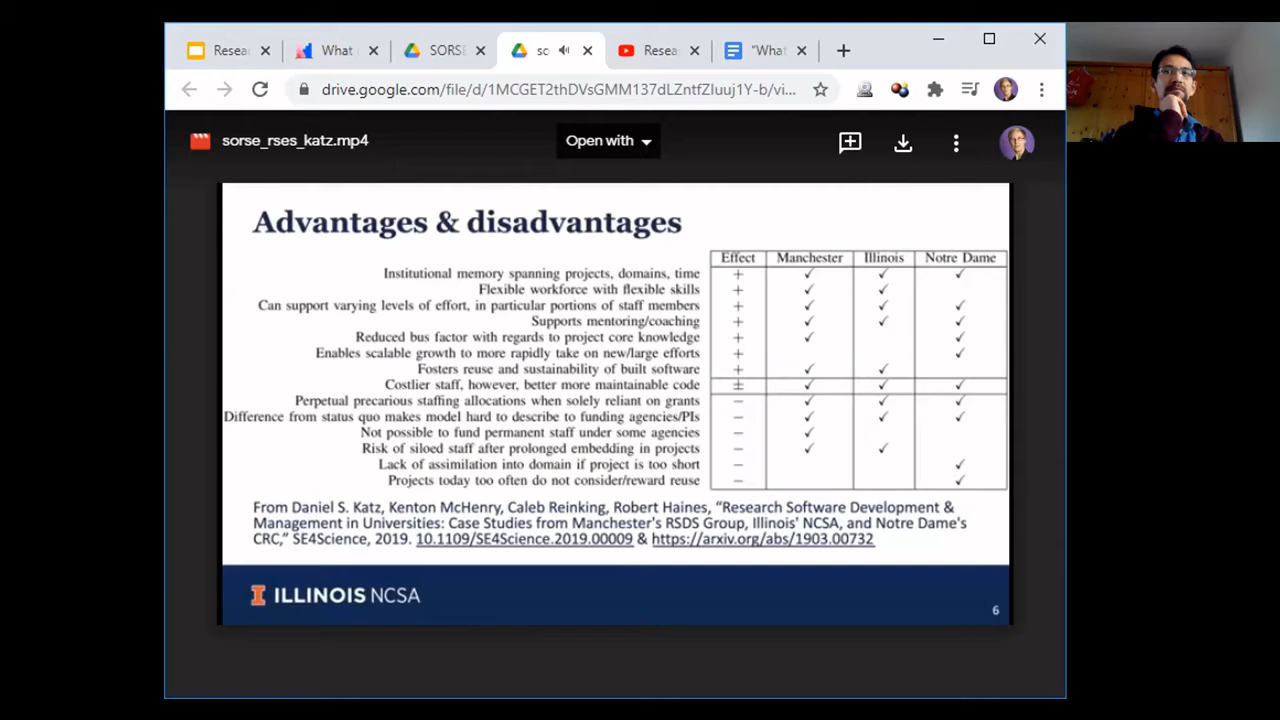 Resea
What
SORSE
sc
Resea
"What
drive.google.com/file/d/1MCGET2thDVsGMM137dLZntfZIuuj1Y-b/vi...
sorse_rses_katz.mp4
Open with
Advantages & disadvantages
Effect Manchester Illinois Notre Dame
Institutional memory spanning projects, domains, time + ✓ ✓ ✓
Flexible workforce with flexible skills + ✓ ✓
Can support varying levels of effort, in particular portions of staff members + ✓ ✓ ✓
Supports mentoring/coaching + ✓ ✓ ✓
Reduced bus factor with regards to project core knowledge + ✓ ✓
Enables scalable growth to more rapidly take on new/large efforts + ✓
Fosters reuse and sustainability of built software + ✓ ✓
Costlier staff, however, better more maintainable code ± ✓ ✓ ✓
Perpetual precarious staffing allocations when solely reliant on grants − ✓ ✓ ✓
Difference from status quo makes model hard to describe to funding agencies/PIs − ✓ ✓ ✓
Not possible to fund permanent staff under some agencies − ✓
Risk of siloed staff after prolonged embedding in projects − ✓ ✓
Lack of assimilation into domain if project is too short − ✓
Projects today too often do not consider/reward reuse − ✓
From Daniel S. Katz, Kenton McHenry, Caleb Reinking, Robert Haines, "Research Software Development &
Management in Universities: Case Studies from Manchester's RSDS Group, Illinois' NCSA, and Notre Dame's
CRC," SE4Science, 2019. 10.1109/SE4Science.2019.00009 & https://arxiv.org/abs/1903.00732
I ILLINOIS NCSA
6